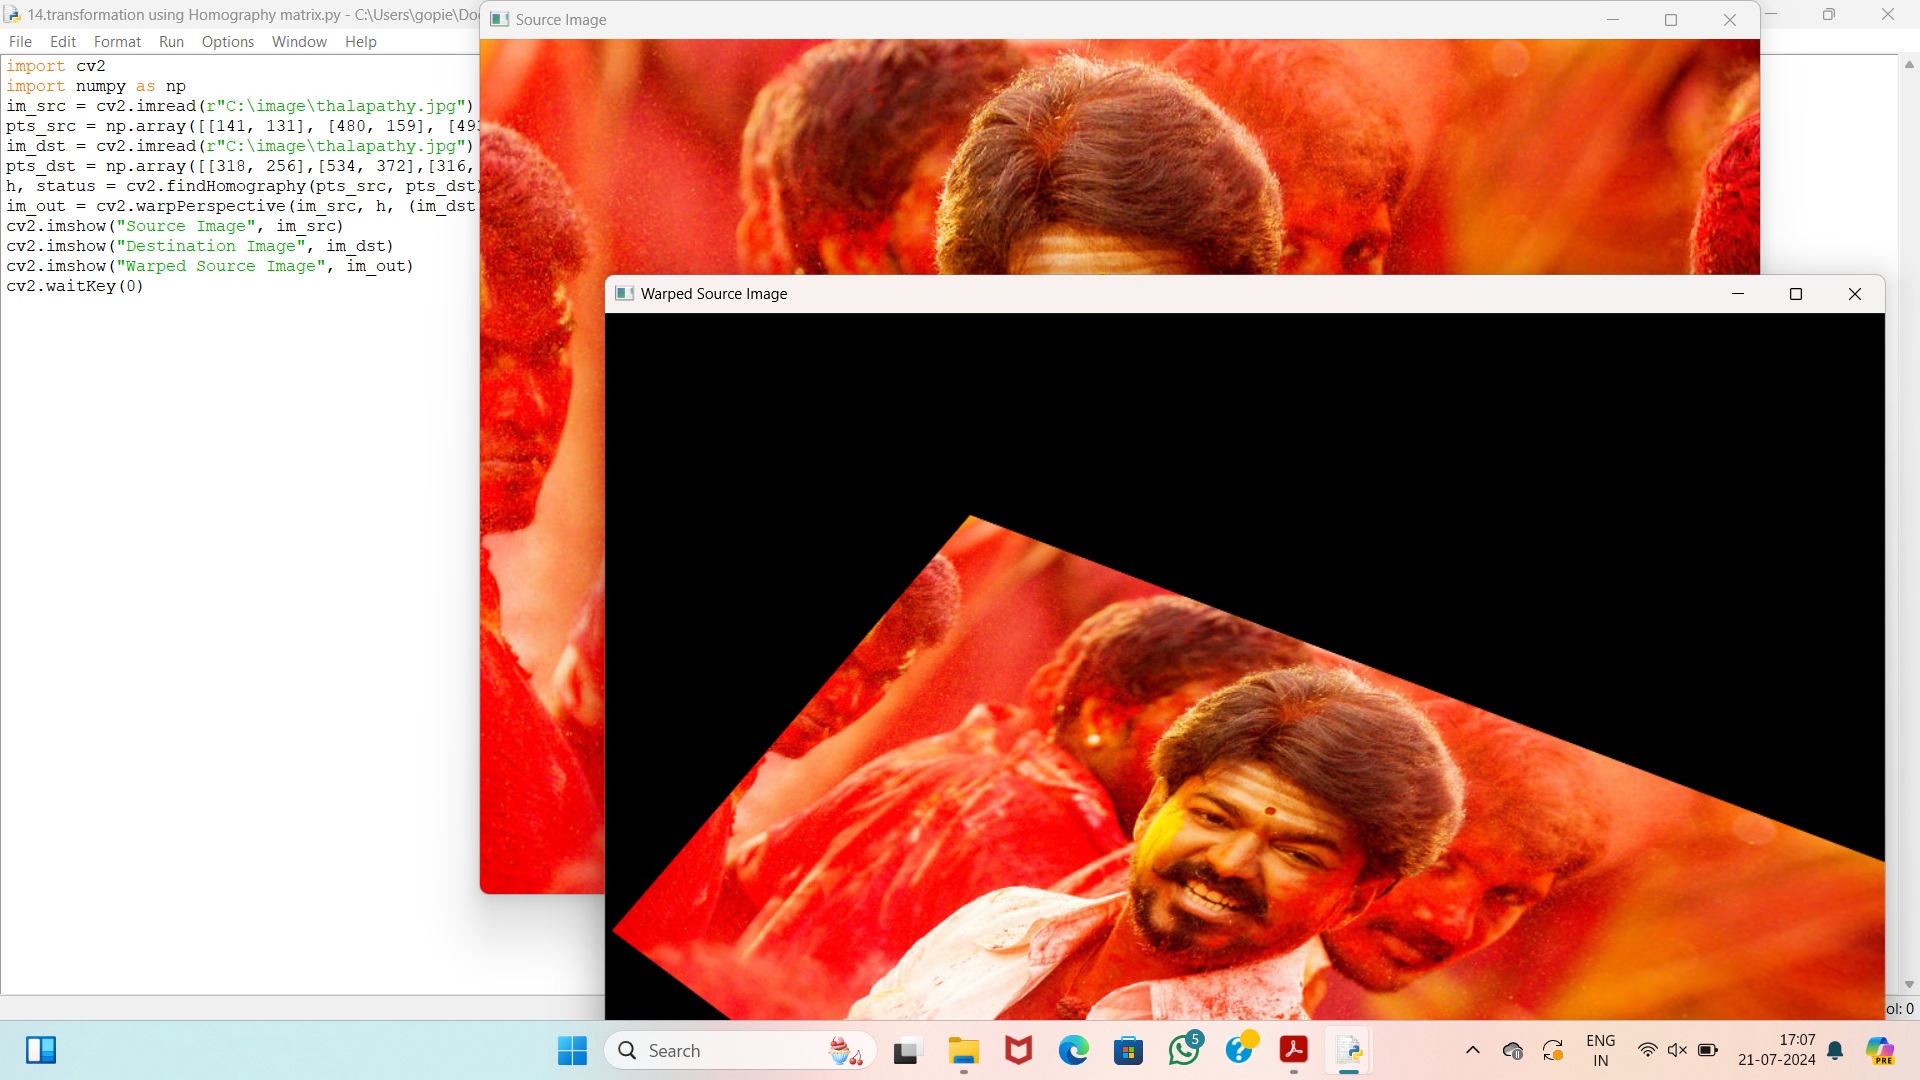 14.transformation using Homography matrix.py - C:\Users\gopie\Do
File Edit Format Run Options Window Help
import cv2
import numpy as np
im_src = cv2.imread(r"C:\image\thalapathy.jpg")
pts_src = np.array([[141, 131], [480, 159], [493
im_dst = cv2.imread(r"C:\image\thalapathy.jpg")
pts_dst = np.array([[318, 256],[534, 372],[316,
h, status = cv2.findHomography(pts_src, pts_dst)
im_out = cv2.warpPerspective(im_src, h, (im_dst
cv2.imshow("Source Image", im_src)
cv2.imshow("Destination Image", im_dst)
cv2.imshow("Warped Source Image", im_out)
cv2.waitKey(0)
Source Image
Warped Source Image
ol: 0
Search
5
ENG
IN
17:07
21-07-2024
PRE